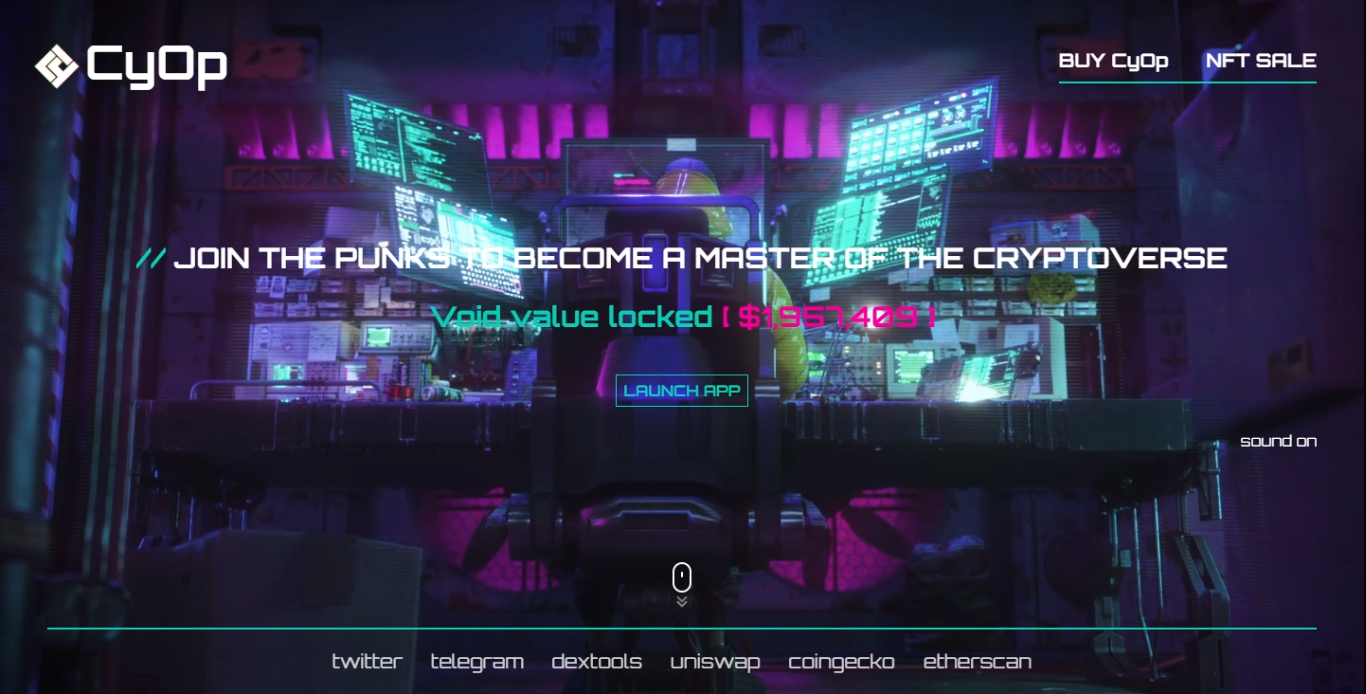 CyOp
BUY CyOp NFT SALE
// JOIN THE PUNKS TO BECOME A MASTER OF THE CRYPTOVERSE
Void value locked [ $1,957,409 ]
LAUNCH APP
sound on
twitter telegram dextools uniswap coingecko etherscan